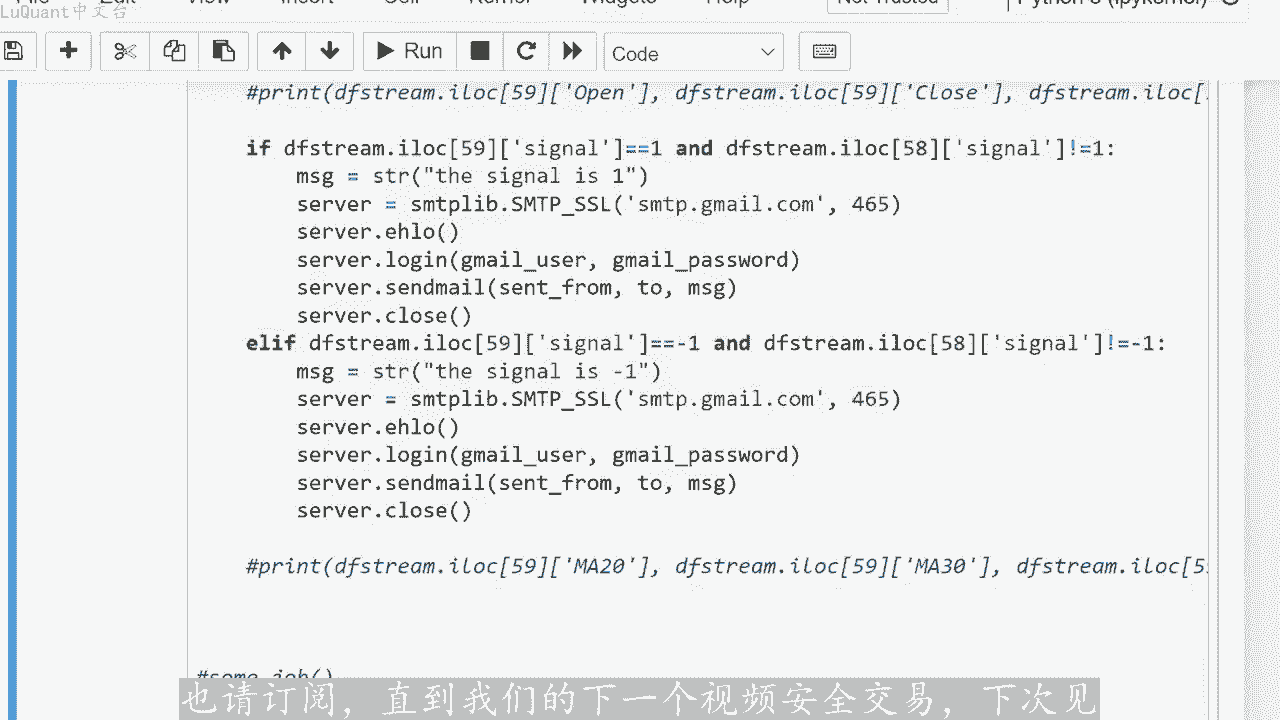 LuQuant中文台
Run
Code
#print(dfstream.iloc[59]['Open'], dfstream.iloc[59]['Close'], dfstream.iloc[
if dfstream.iloc[59]['signal']==1 and dfstream.iloc[58]['signal']!=1:
msg = str("the signal is 1")
server = smtplib.SMTP_SSL('smtp.gmail.com', 465)
server.ehlo()
server.login(gmail_user, gmail_password)
server.sendmail(sent_from, to, msg)
server.close()
elif dfstream.iloc[59]['signal']==-1 and dfstream.iloc[58]['signal']!=-1:
msg = str("the signal is -1")
server = smtplib.SMTP_SSL('smtp.gmail.com', 465)
server.ehlo()
server.login(gmail_user, gmail_password)
server.sendmail(sent_from, to, msg)
server.close()
#print(dfstream.iloc[59]['MA20'], dfstream.iloc[59]['MA30'], dfstream.iloc[5
#some_job()
也请订阅，直到我们的下一个视频安全交易，下次见